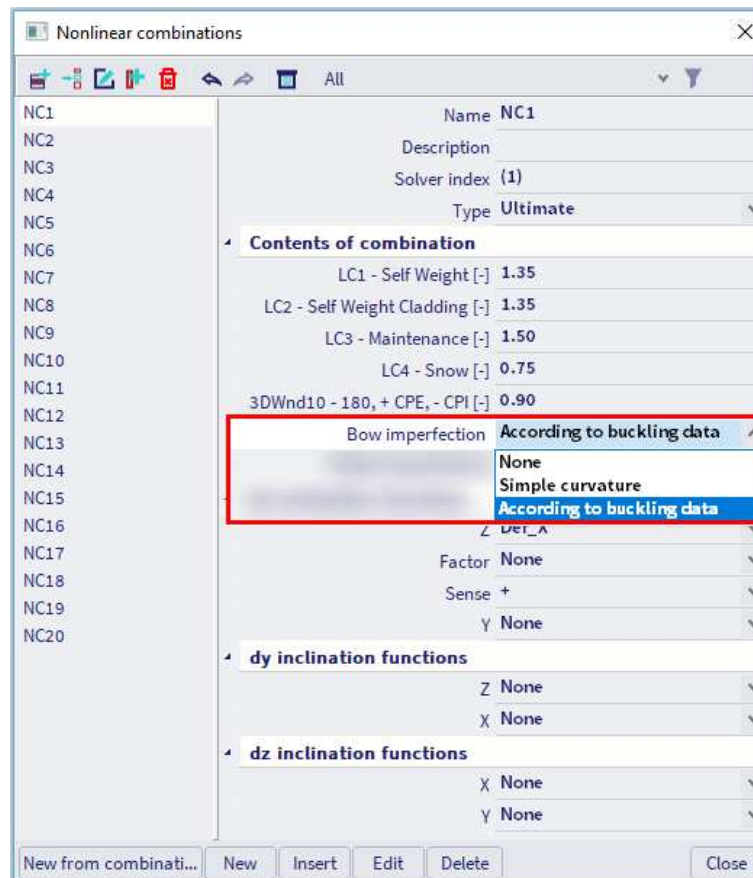 Nonlinear combinations
All
NC1
NC2
NC3
NC4
NC5
NC6
NC7
NC8
NC9
NC10
NC11
NC12
NC13
NC14
NC15
NC16
NC17
NC18
NC19
NC20
Name NC1
Description
Solver index (1)
Type Ultimate
Contents of combination
LC1 - Self Weight [-] 1.35
LC2 - Self Weight Cladding [-] 1.35
LC3 - Maintenance [-] 1.50
LC4 - Snow [-] 0.75
3DWnd10 - 180, + CPE, - CPI [-] 0.90
Bow imperfection According to buckling data
None
Simple curvature
According to buckling data
Z Def_X
Factor None
Sense +
Y None
dy inclination functions
Z None
X None
dz inclination functions
X None
Y None
New from combinati... New Insert Edit Delete Close